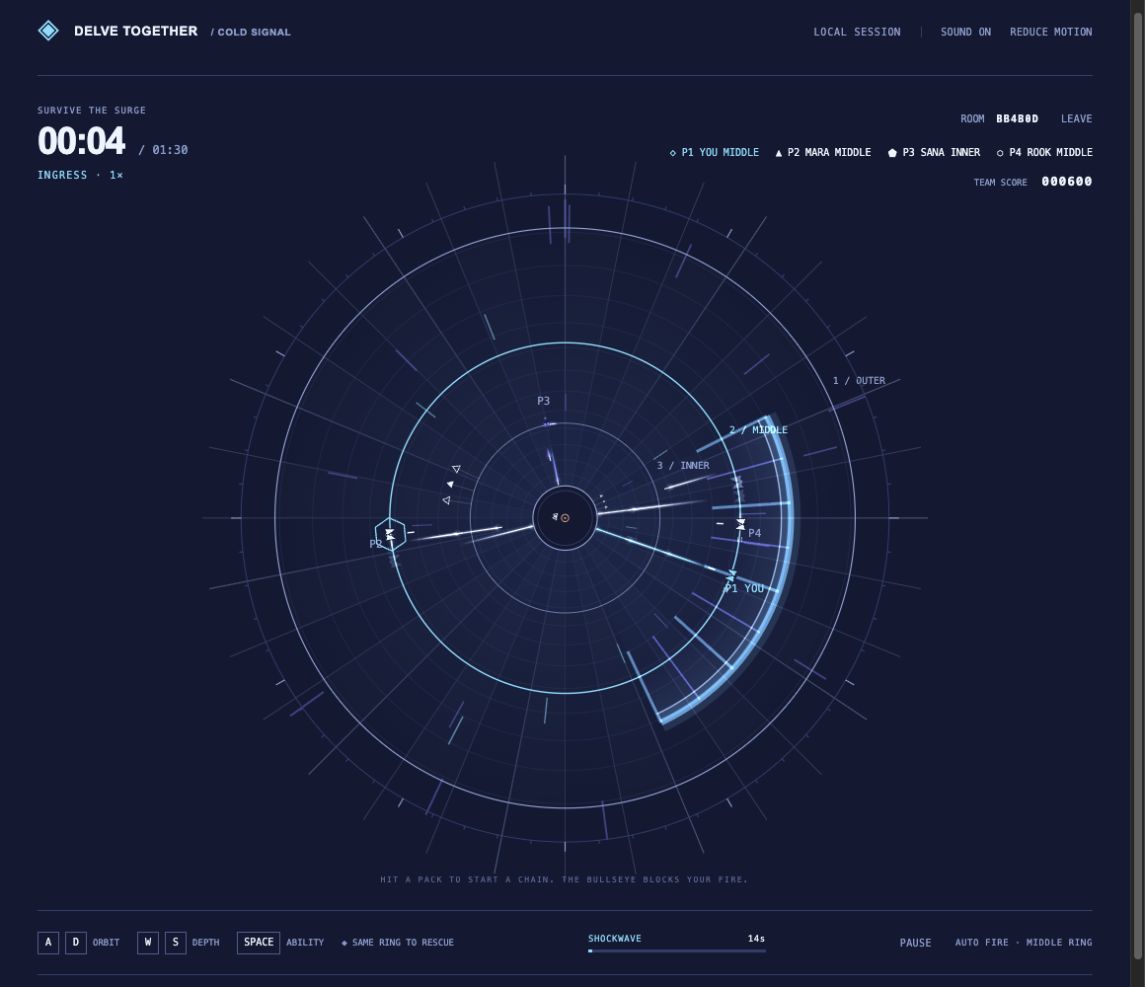 DELVE TOGETHER / COLD SIGNAL
LOCAL SESSION SOUND ON REDUCE MOTION
SURVIVE THE SURGE
00:04 / 01:30
INGRESS · 1×
ROOM BB4B0D LEAVE
◇ P1 YOU MIDDLE ▲ P2 MARA MIDDLE ⬟ P3 SANA INNER ○ P4 ROOK MIDDLE
TEAM SCORE 000600
1 / OUTER
P3
2 / MIDDLE
3 / INNER
P4
P2
P1 YOU
HIT A PACK TO START A CHAIN. THE BULLSEYE BLOCKS YOUR FIRE.
A D ORBIT W S DEPTH SPACE ABILITY ◆ SAME RING TO RESCUE
SHOCKWAVE 14s
PAUSE AUTO FIRE · MIDDLE RING